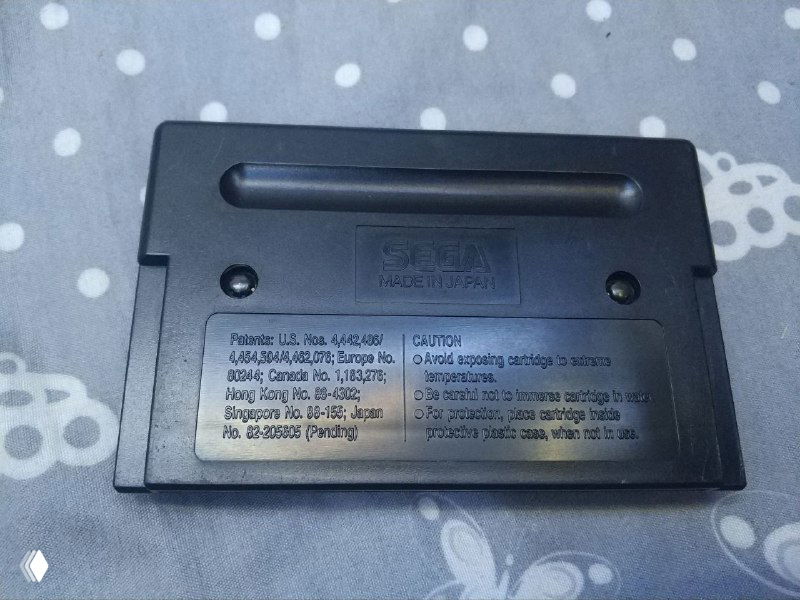 SEGA
MADE IN JAPAN
Patents: U.S. Nos. 4,442,486/
4,454,594/4,462,076; Europe No.
80244; Canada No. 1,183,276;
Hong Kong No. 88-4302;
Singapore No. 88-155; Japan
No. 82-205605 (Pending)
CAUTION
○ Avoid exposing cartridge to extreme
temperatures.
○ Be careful not to immerse cartridge in water.
○ For protection, place cartridge inside
protective plastic case, when not in use.